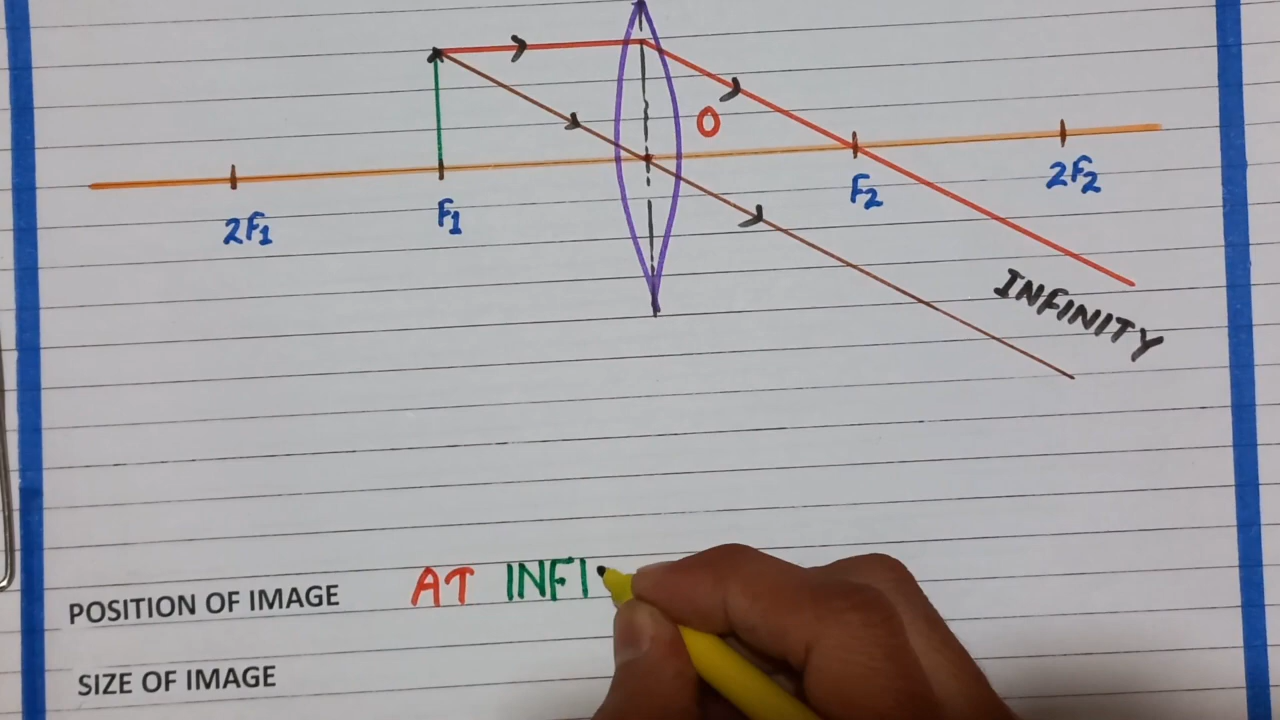 O
2F₁ F₁ F₂ 2F₂
INFINITY
POSITION OF IMAGE AT INFI
SIZE OF IMAGE